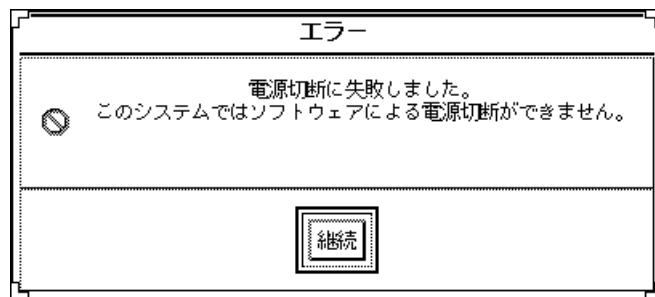 エラー
電源切断に失敗しました。
このシステムではソフトウェアによる電源切断ができません。
継続